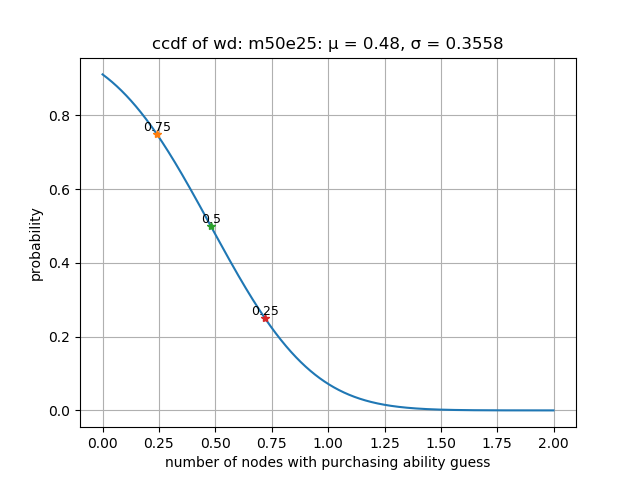 ccdf of wd: m50e25: μ = 0.48, σ = 0.3558
probability
0.8
0.6
0.4
0.2
0.0
0.75
0.5
0.25
0.00 0.25 0.50 0.75 1.00 1.25 1.50 1.75 2.00
number of nodes with purchasing ability guess